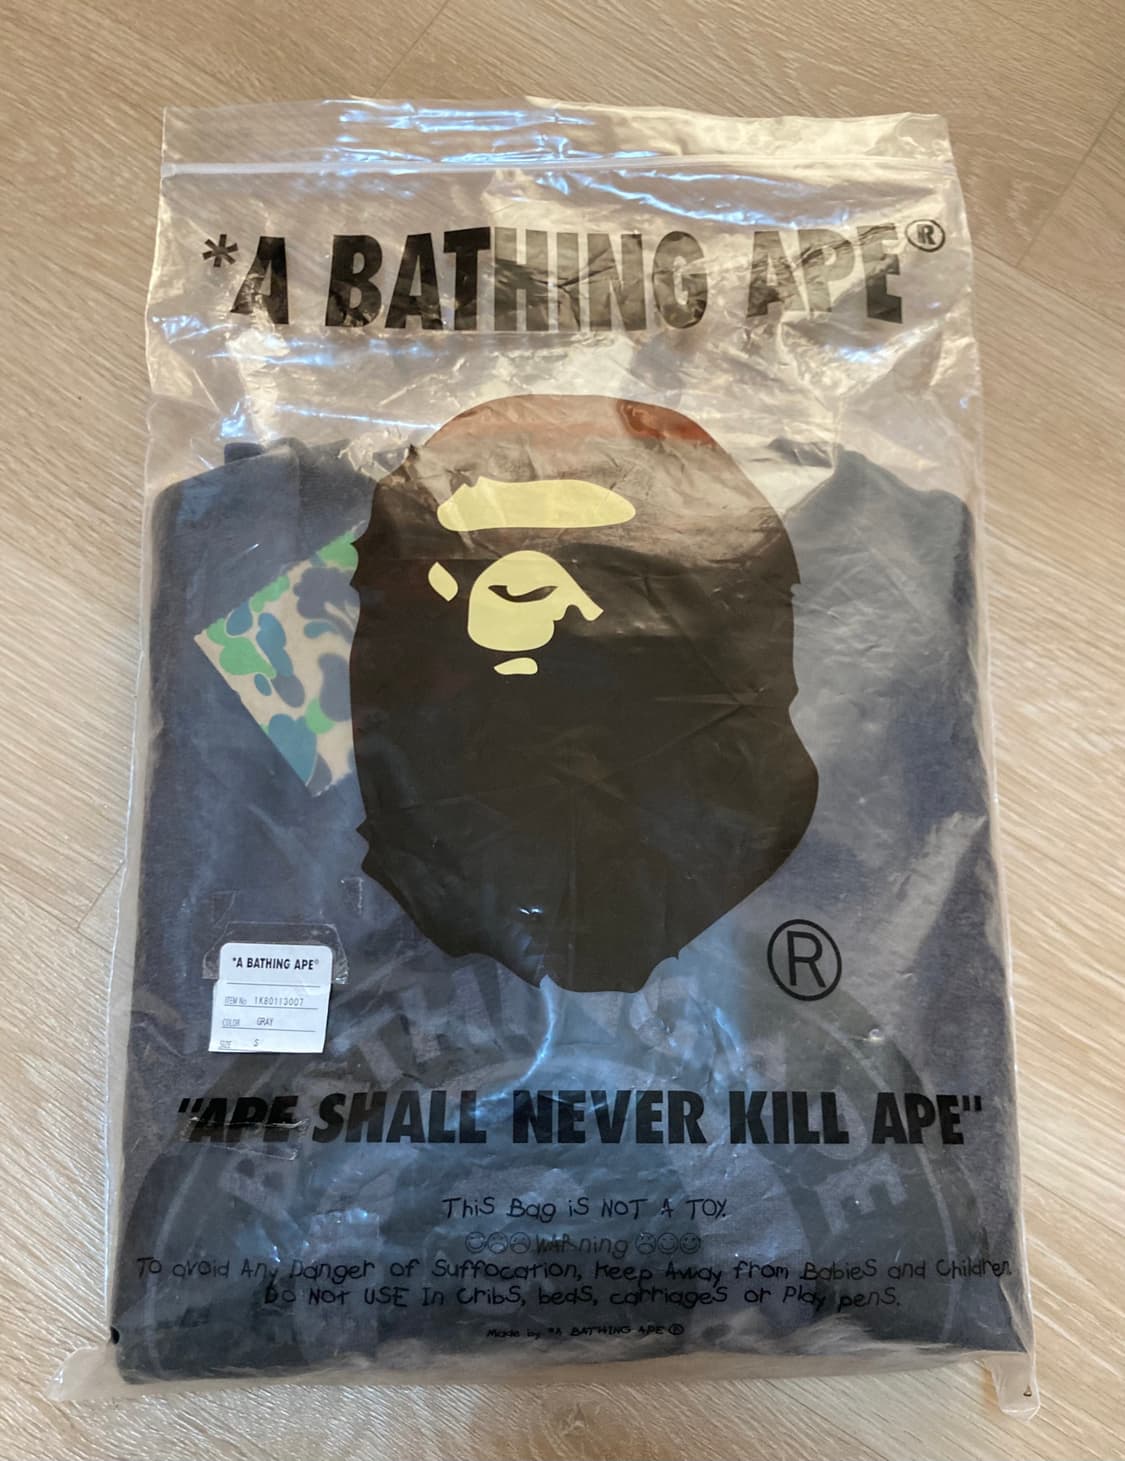 *A BATHING APE®
®
*A BATHING APE®
ITEM No 1K80113007
COLOR GRAY
SIZE S
"APE SHALL NEVER KILL APE"
This Bag is NOT A TOY.
WARning
To avoid Any Danger of Suffocation, Keep Away from Babies and Children.
Do NOT USE In Cribs, beds, carriages or Play pens.
Made by *A BATHING APE®